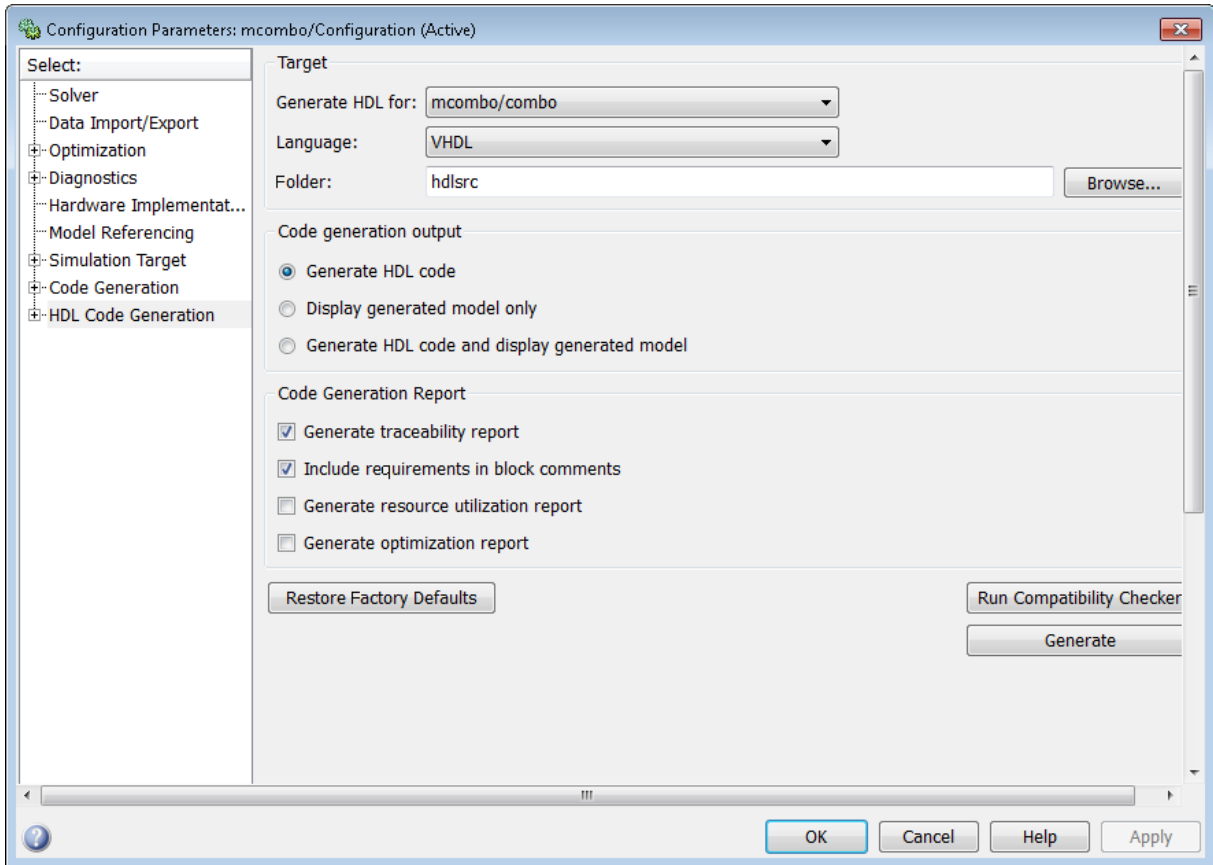 Configuration Parameters: mcombo/Configuration (Active)
Select:
Solver
Data Import/Export
Optimization
Diagnostics
Hardware Implementat...
Model Referencing
Simulation Target
Code Generation
HDL Code Generation
Target
Generate HDL for: mcombo/combo
Language: VHDL
Folder: hdlsrc Browse...
Code generation output
Generate HDL code
Display generated model only
Generate HDL code and display generated model
Code Generation Report
Generate traceability report
Include requirements in block comments
Generate resource utilization report
Generate optimization report
Restore Factory Defaults Run Compatibility Checker
Generate
OK Cancel Help Apply